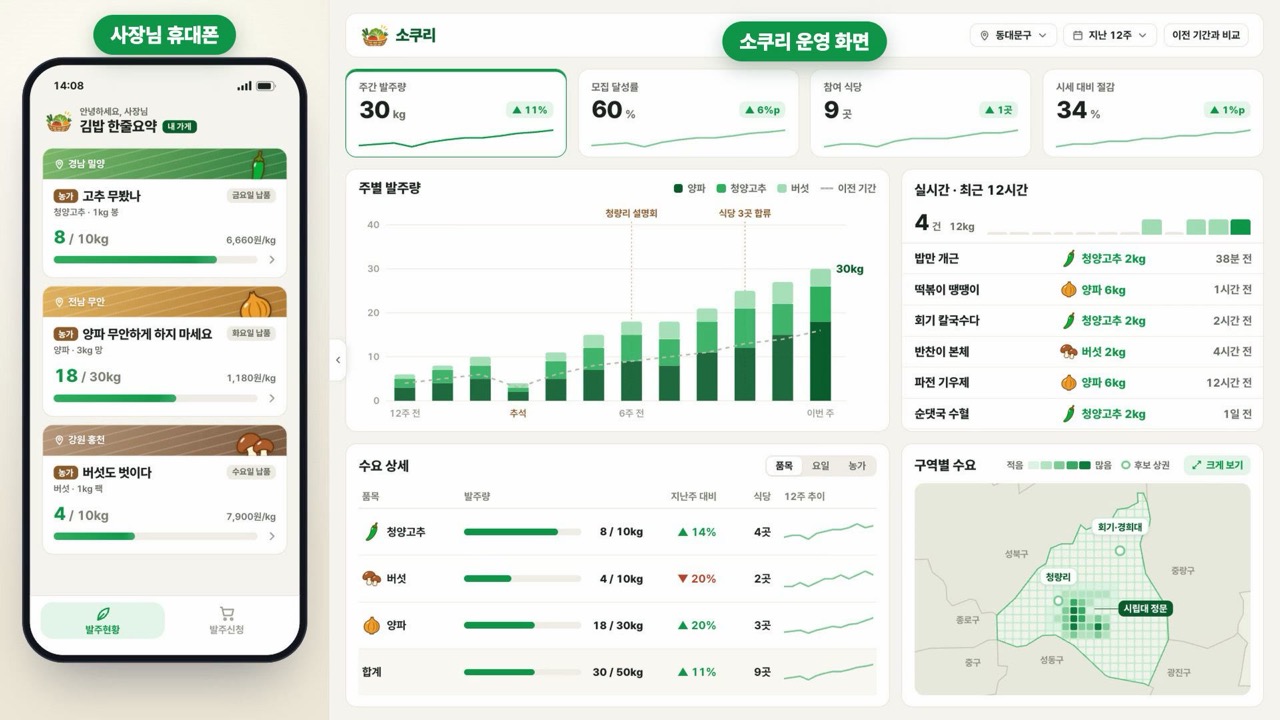 사장님 휴대폰
14:08
안녕하세요, 사장님
김밥 한줄요약 내 가게
경남 밀양
농가 고추 무봤나 금요일 납품
청양고추 · 1kg 봉
8 / 10kg 6,660원/kg
전남 무안
농가 양파 무안하게 하지 마세요 화요일 납품
양파 · 3kg 망
18 / 30kg 1,180원/kg
강원 홍천
농가 버섯도 벗이다 수요일 납품
버섯 · 1kg 팩
4 / 10kg 7,900원/kg
발주현황 발주신청
소쿠리
소쿠리 운영 화면
동대문구 지난 12주 이전 기간과 비교
주간 발주량
30 kg ▲ 11%
모집 달성률
60 % ▲ 6%p
참여 식당
9 곳 ▲ 1곳
시세 대비 절감
34 % ▲ 1%p
주별 발주량 양파 청양고추 버섯 이전 기간
청량리 설명회 식당 3곳 합류
40
30
20
10
0
30kg
12주 전 추석 6주 전 이번 주
실시간 · 최근 12시간
4 건 12kg
밥만 개근 청양고추 2kg 38분 전
떡볶이 땡땡이 양파 6kg 1시간 전
회기 칼국수다 청양고추 2kg 2시간 전
반찬이 본체 버섯 2kg 4시간 전
파전 기우제 양파 6kg 12시간 전
순댓국 수혈 청양고추 2kg 1일 전
수요 상세 품목 요일 농가
품목 발주량 지난주 대비 식당 12주 추이
청양고추 8 / 10kg ▲ 14% 4곳
버섯 4 / 10kg ▼ 20% 2곳
양파 18 / 30kg ▲ 20% 3곳
합계 30 / 50kg ▲ 11% 9곳
구역별 수요 적음 많음 후보 상권 크게 보기
회기·경희대
성북구
중랑구
청량리
시립대 정문
종로구
중구
성동구
광진구